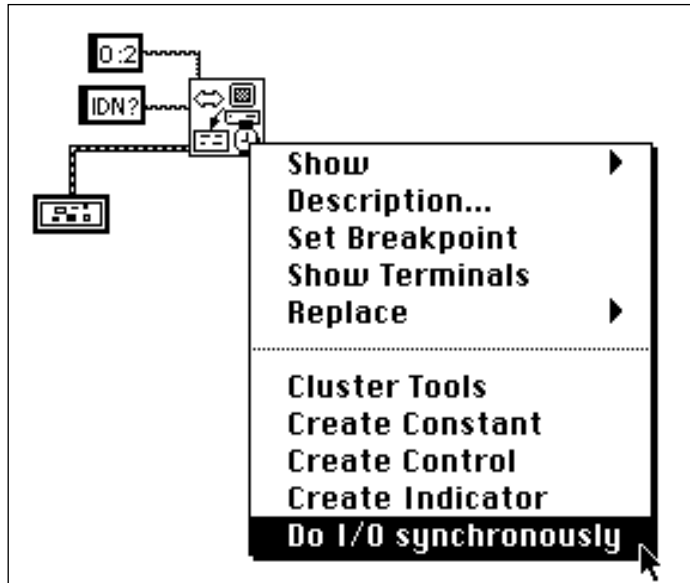 0:2
IDN?
Show
Description...
Set Breakpoint
Show Terminals
Replace
Cluster Tools
Create Constant
Create Control
Create Indicator
Do I/O synchronously